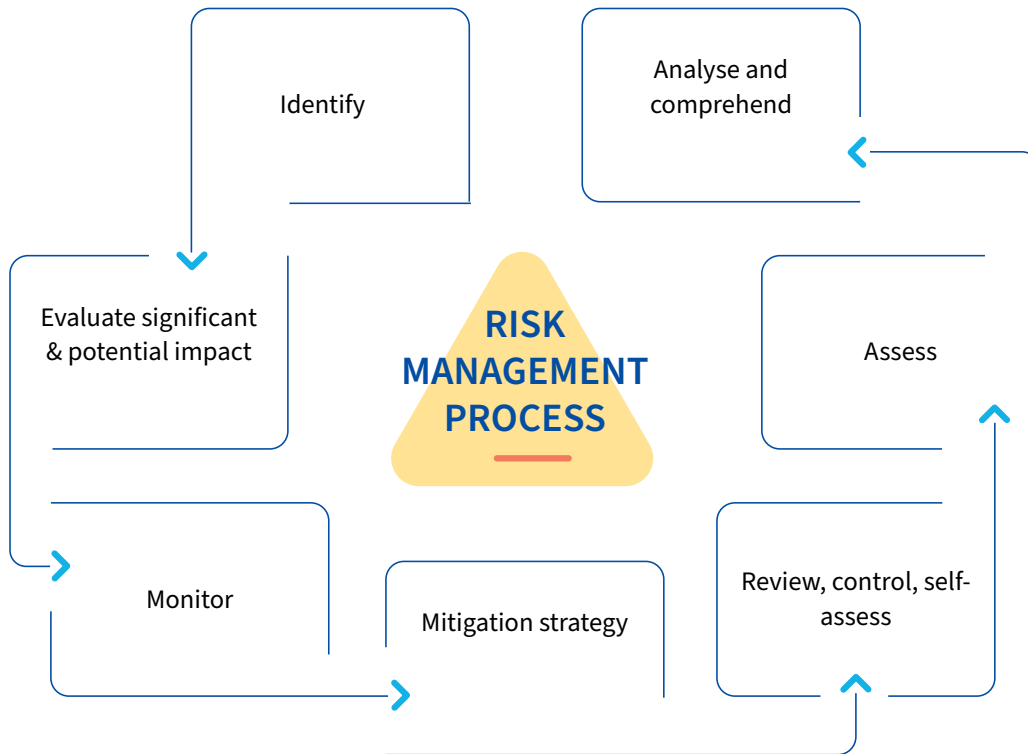 Identify
Analyse and
comprehend
Evaluate significant
& potential impact
RISK
MANAGEMENT
PROCESS
Assess
Monitor
Mitigation strategy
Review, control, self-
assess